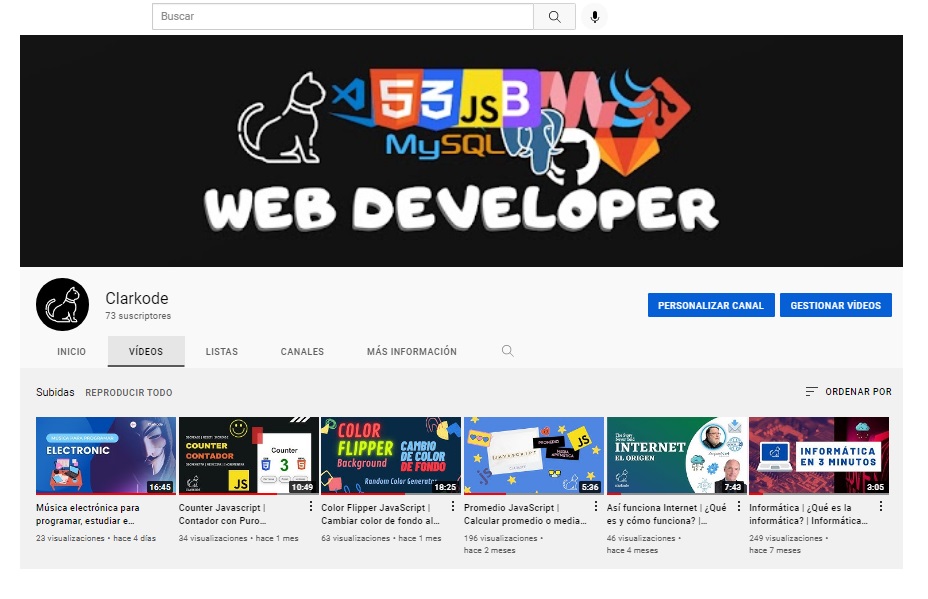 Buscar
53 JS B
MySQL
WEB DEVELOPER
Clarkode
73 suscriptores
PERSONALIZAR CANAL
GESTIONAR VÍDEOS
INICIO
VÍDEOS
LISTAS
CANALES
MÁS INFORMACIÓN
Subidas
REPRODUCIR TODO
ORDENAR POR
MÚSICA PARA PROGRAMAR
ELECTRONIC
16:45
COUNTER
CONTADOR
JS
Counter
3
10:49
COLOR
FLIPPER
Background
CAMBIO
DE COLOR
DE FONDO
Random Color Generator
18:25
JAVASCRIPT
PROMEDIO
JS
5:36
INTERNET
EL ORIGEN
7:43
INFORMÁTICA
EN 3 MINUTOS
3:05
Música electrónica para
programar, estudiar e...
23 visualizaciones • hace 4 días
Counter Javascript |
Contador con Puro...
34 visualizaciones • hace 1 mes
Color Flipper JavaScript |
Cambiar color de fondo al...
63 visualizaciones • hace 1 mes
Promedio JavaScript |
Calcular promedio o media...
196 visualizaciones •
hace 2 meses
Así funciona Internet | ¿Qué
es y cómo funciona? |...
46 visualizaciones •
hace 4 meses
Informática | ¿Qué es la
informática? | Informática...
249 visualizaciones •
hace 7 meses